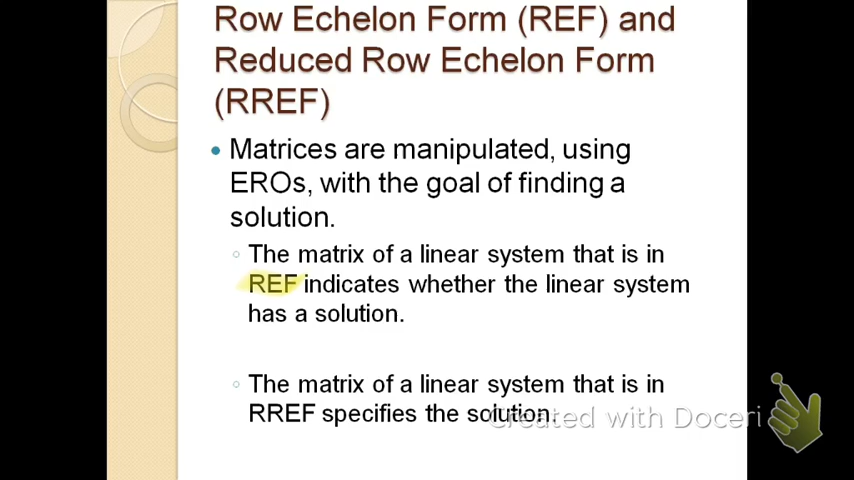 Row Echelon Form (REF) and
Reduced Row Echelon Form
(RREF)
Matrices are manipulated, using
EROs, with the goal of finding a
solution.
The matrix of a linear system that is in
REF indicates whether the linear system
has a solution.
The matrix of a linear system that is in
RREF specifies the solution.
Created with Doceri